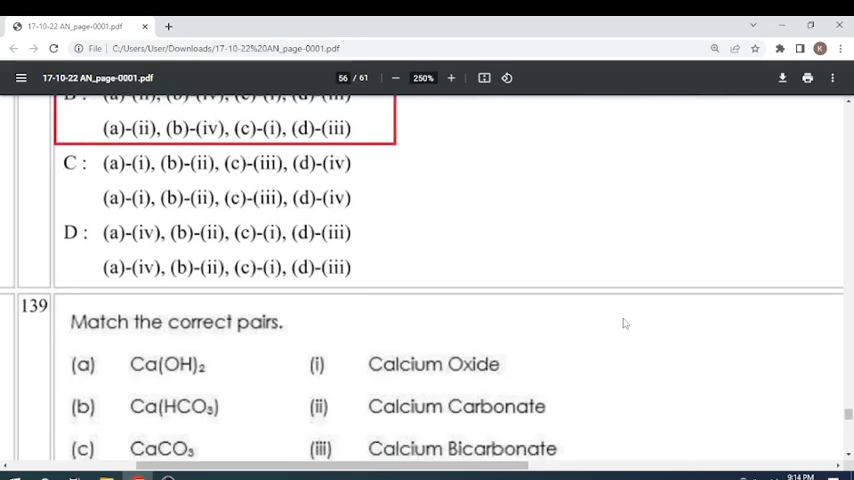 17-10-22 AN_page-0001.pdf
File C:/Users/User/Downloads/17-10-22%20AN_page-0001.pdf
K
17-10-22 AN_page-0001.pdf 56 / 61 — 250% +
B : (a)-(ii), (b)-(iv), (c)-(i), (d)-(iii)
(a)-(ii), (b)-(iv), (c)-(i), (d)-(iii)
C : (a)-(i), (b)-(ii), (c)-(iii), (d)-(iv)
(a)-(i), (b)-(ii), (c)-(iii), (d)-(iv)
D : (a)-(iv), (b)-(ii), (c)-(i), (d)-(iii)
(a)-(iv), (b)-(ii), (c)-(i), (d)-(iii)
139
Match the correct pairs.
(a) Ca(OH)₂ (i) Calcium Oxide
(b) Ca(HCO₃) (ii) Calcium Carbonate
(c) CaCO₃ (iii) Calcium Bicarbonate
9:14 PM